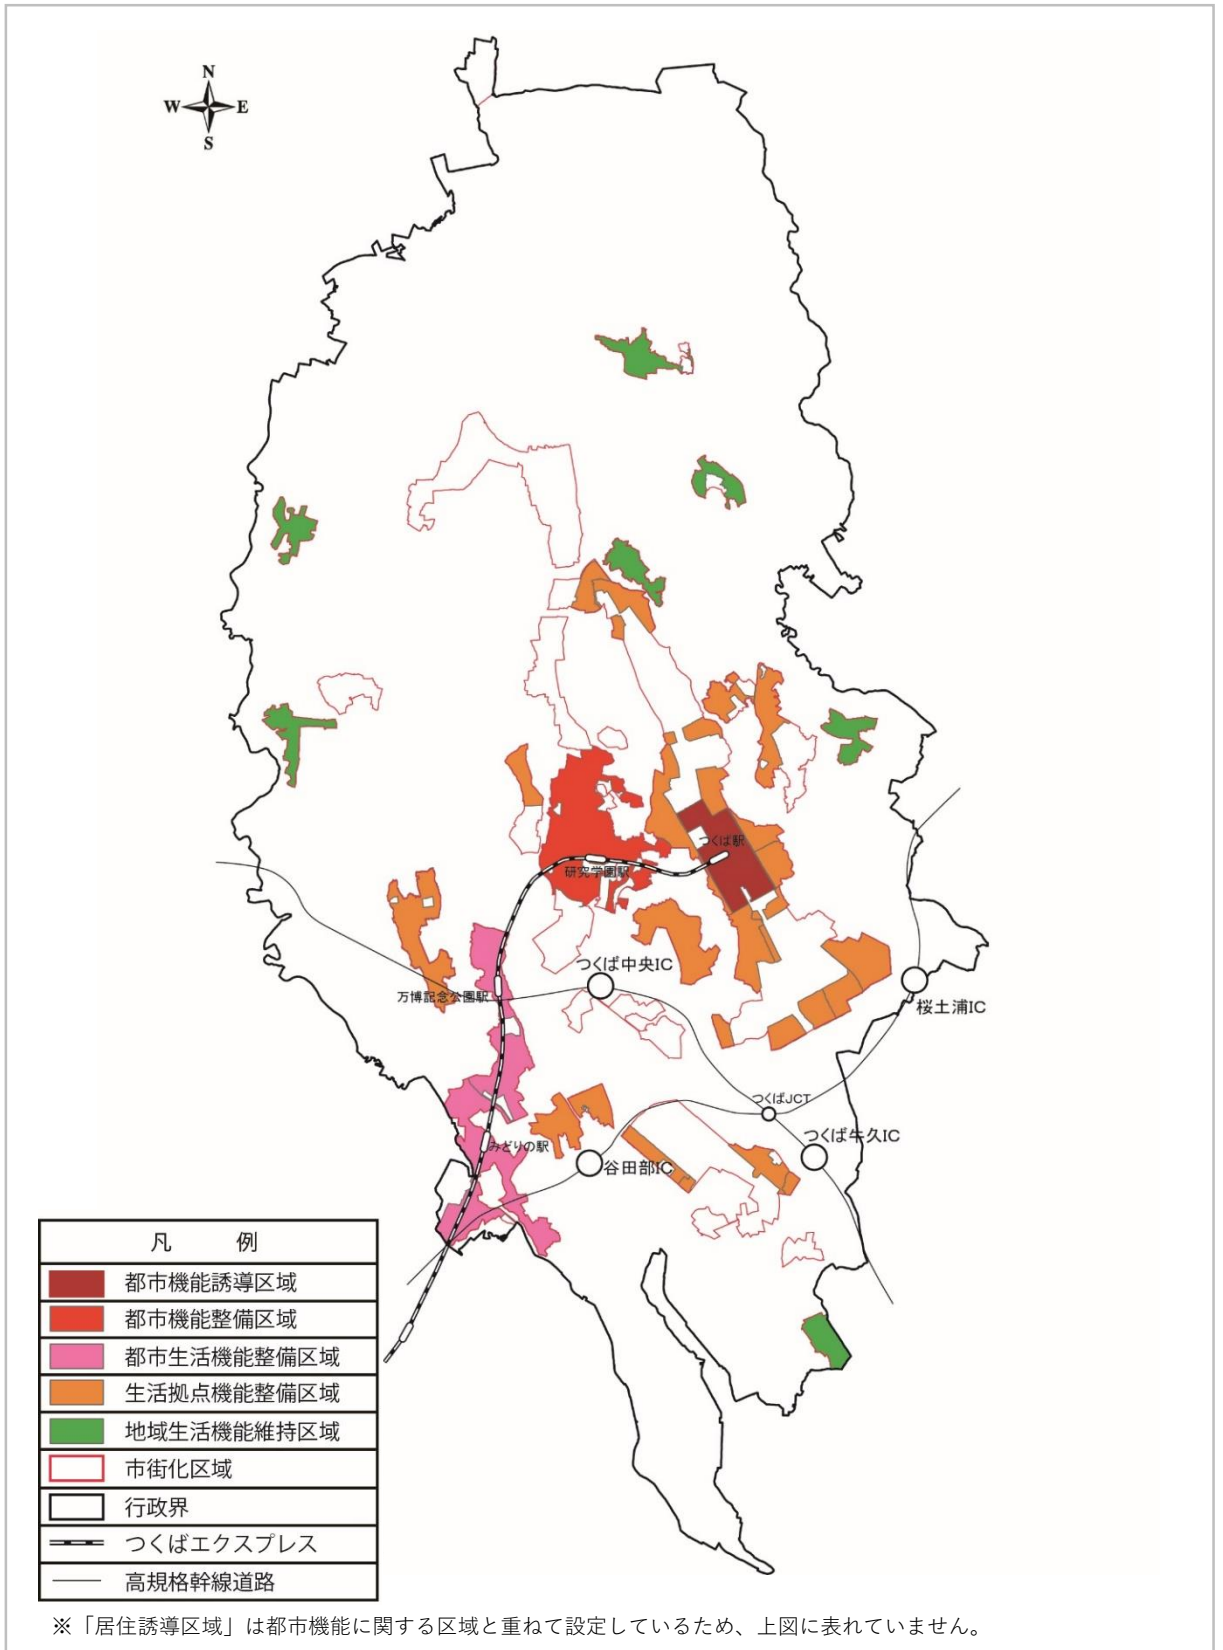 N
W E
S
つくば駅
研究学園駅
つくば中央IC
万博記念公園駅
桜土浦IC
つくばJCT
つくば牛久IC
みどりの駅
谷田部IC
凡 例
都市機能誘導区域
都市機能整備区域
都市生活機能整備区域
生活拠点機能整備区域
地域生活機能維持区域
市街化区域
行政界
つくばエクスプレス
高規格幹線道路
※「居住誘導区域」は都市機能に関する区域と重ねて設定しているため、上図に表れていません。